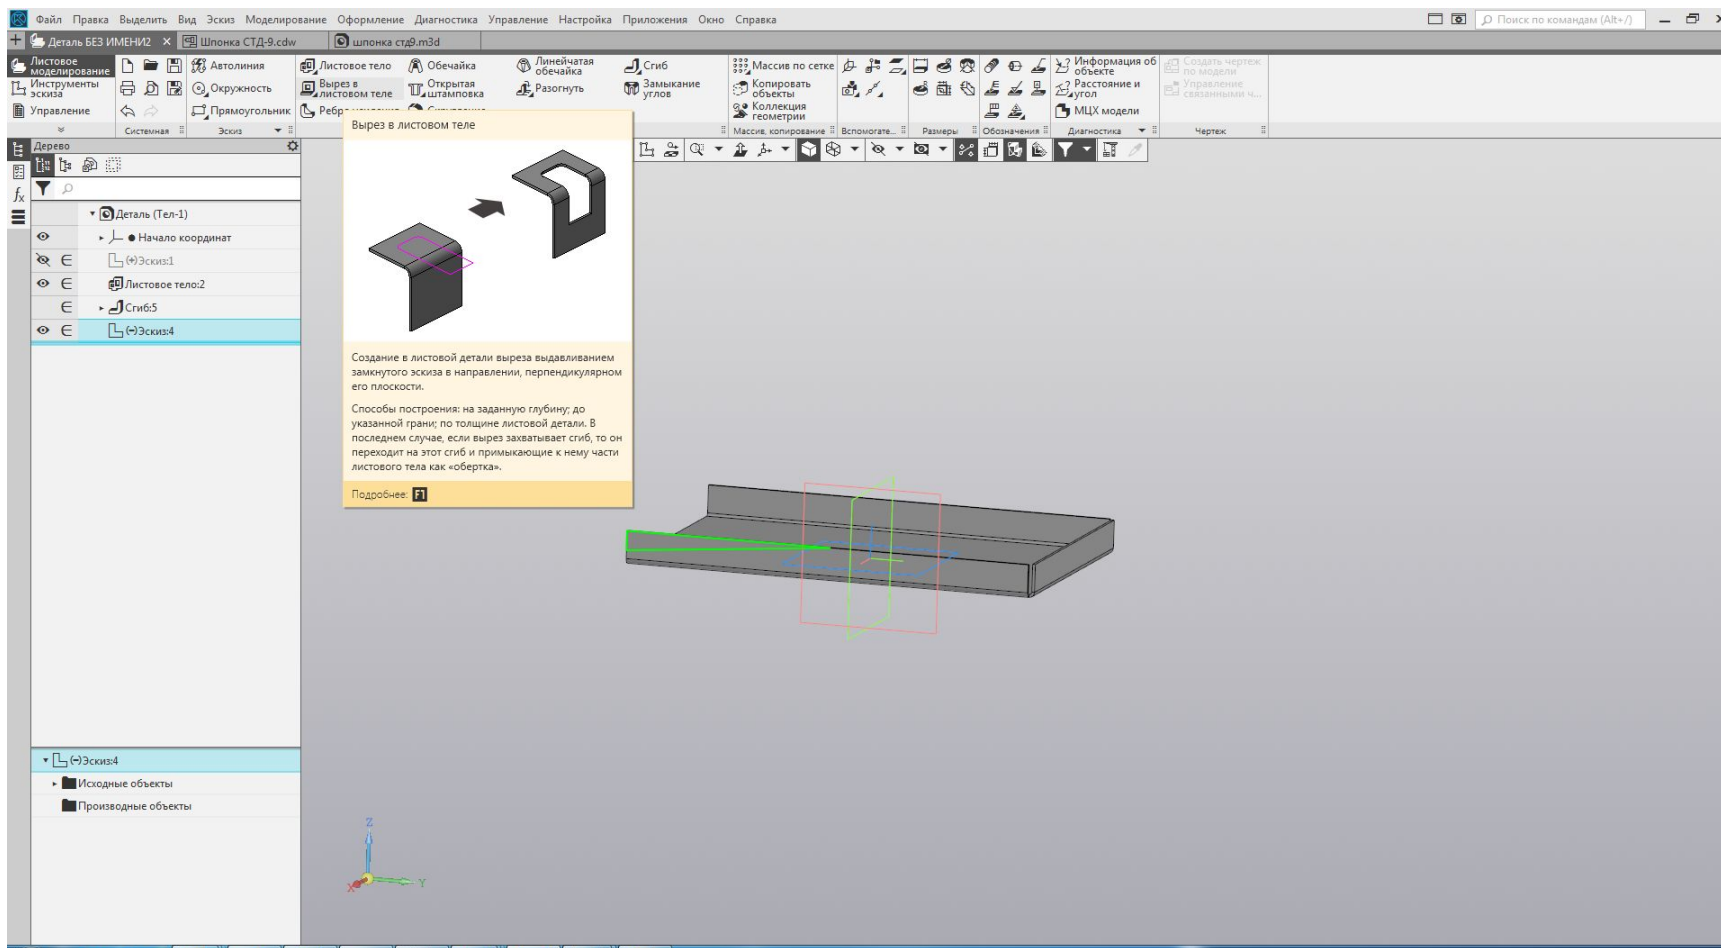 Файл Правка Выделить Вид Эскиз Моделирование Оформление Диагностика Управление Настройка Приложения Окно Справка
Поиск по командам (Alt+/)
Деталь БЕЗ ИМЕНИ2
Шпонка СТД-9.cdw
шпонка стд9.m3d
Листовое моделирование
Инструменты эскиза
Управление
Автолиния
Окружность
Прямоугольник
Листовое тело
Вырез в листовом теле
Обечайка
Открытая штамповка
Линейчатая обечайка
Разогнуть
Сгиб
Замыкание углов
Массив по сетке
Копировать объекты
Коллекция геометрии
Информация об объекте
Расстояние и угол
МЦХ модели
Создать чертеж по модели
Управление связанными ч...
Системная
Эскиз
Массив, копирование
Вспомогате...
Размеры
Обозначения
Диагностика
Чертеж
Дерево
Деталь (Тел-1)
Начало координат
(+)Эскиз:1
Листовое тело:2
Сгиб:5
(-)Эскиз:4
Вырез в листовом теле
Создание в листовой детали выреза выдавливанием
замкнутого эскиза в направлении, перпендикулярном
его плоскости.
Способы построения: на заданную глубину; до
указанной грани; по толщине листовой детали. В
последнем случае, если вырез захватывает сгиб, то он
переходит на этот сгиб и примыкающие к нему части
листового тела как «обертка».
Подробнее: F1
(-)Эскиз:4
Исходные объекты
Производные объекты
Z
X
Y